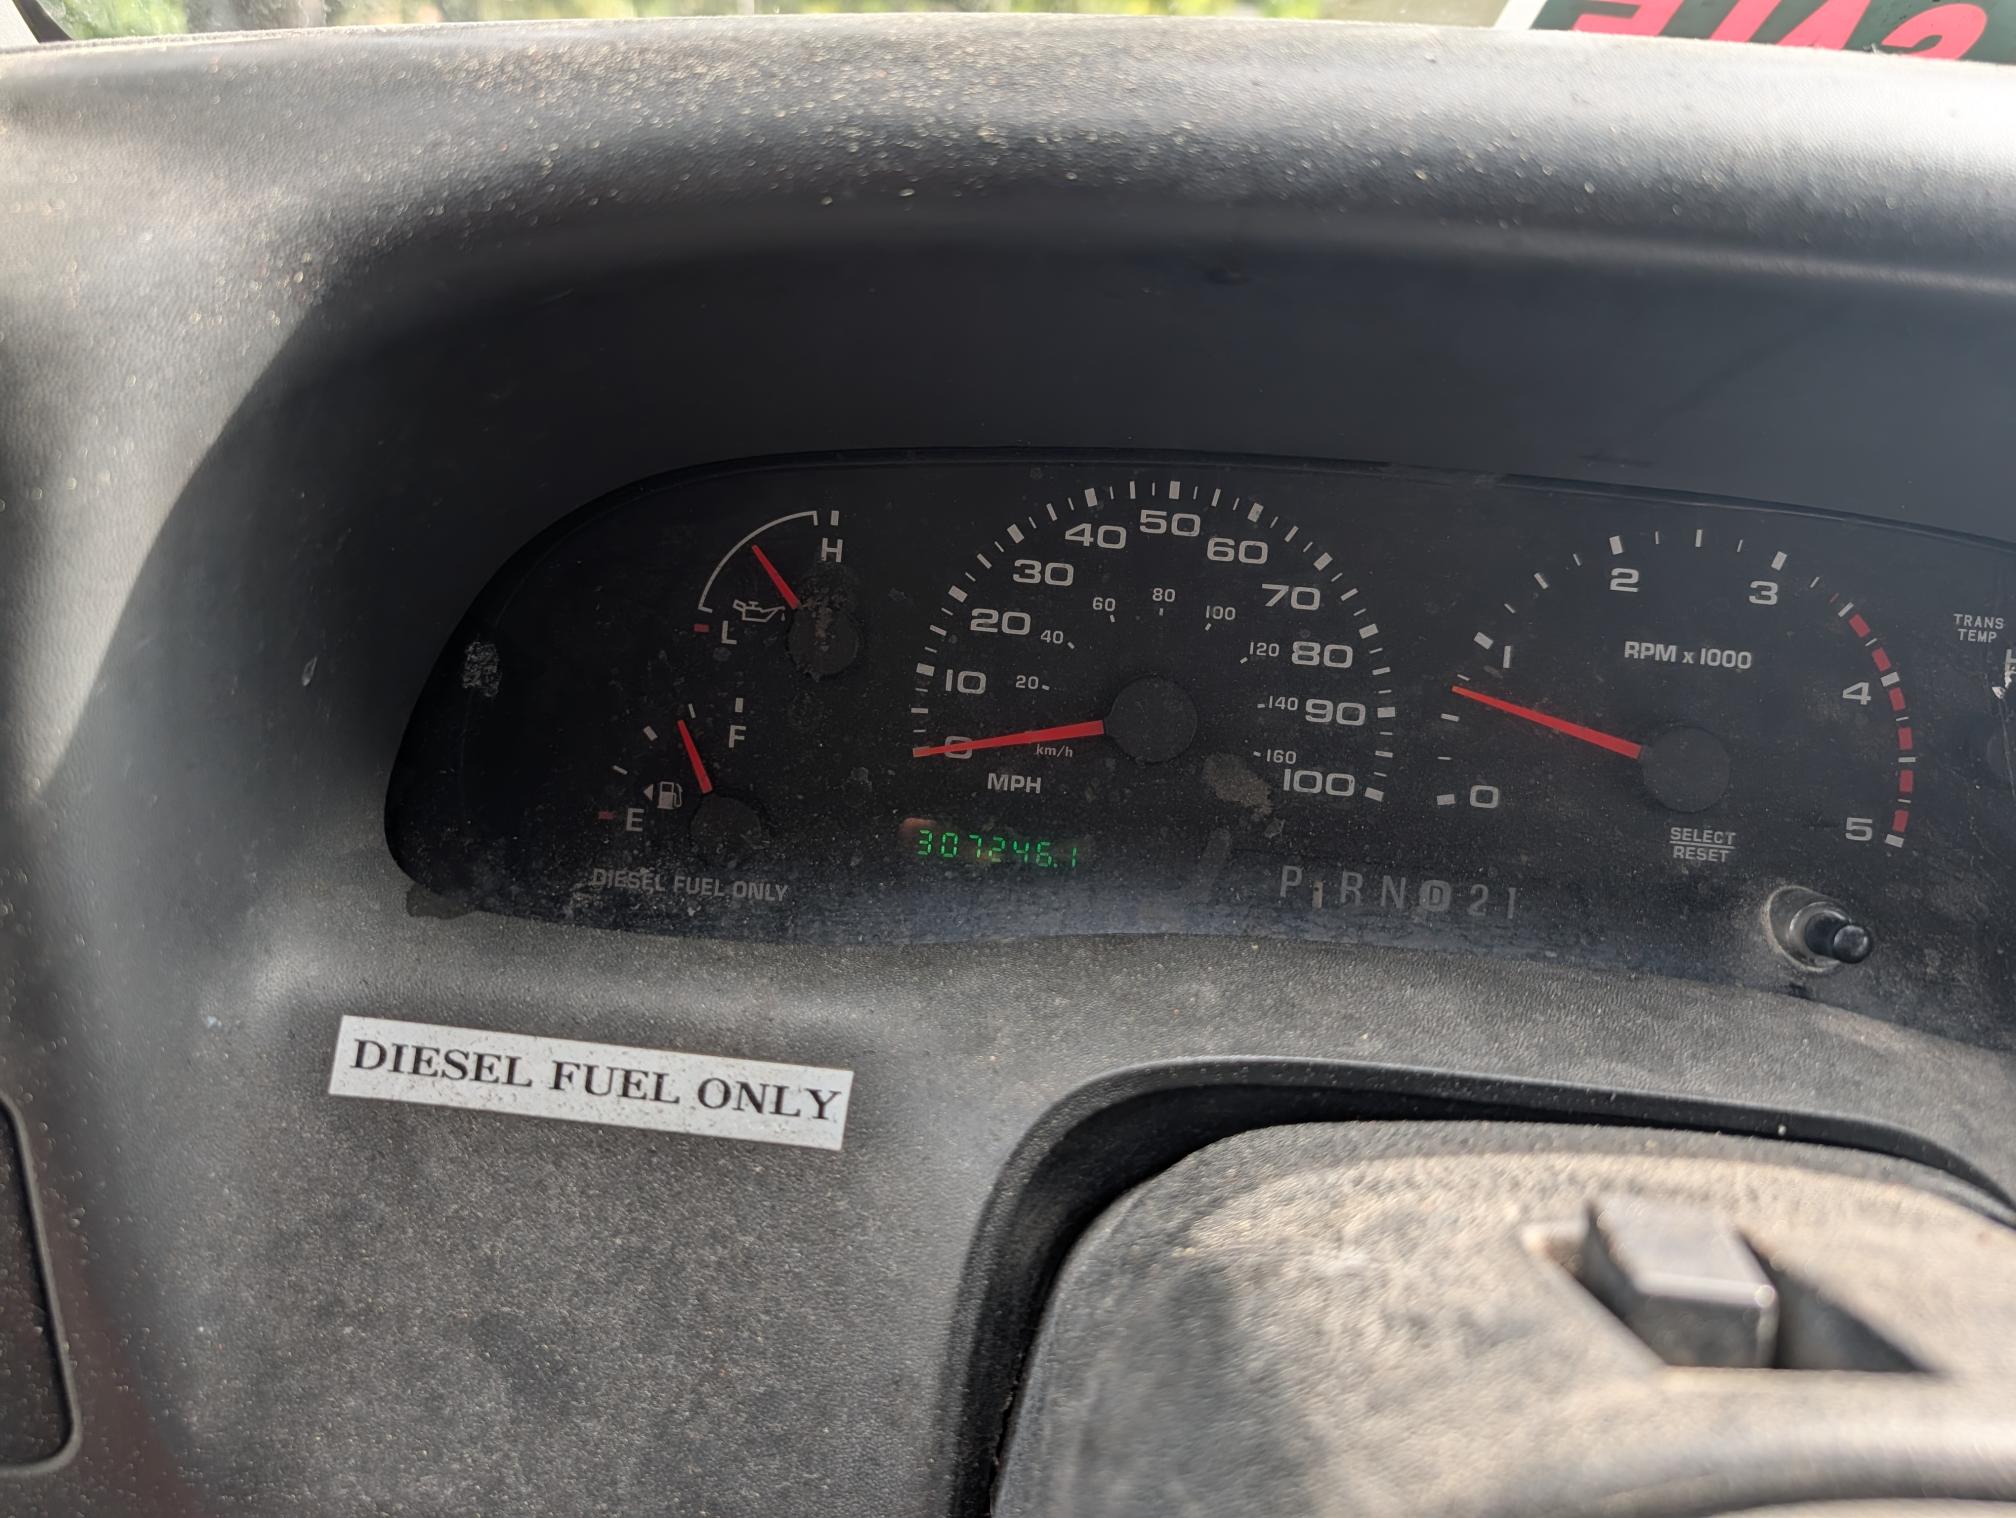 H
L
F
E
DIESEL FUEL ONLY
0 10 20 30 40 50 60 70 80 90 100
20 40 60 80 100 120 140 160
km/h
MPH
307246.1
0 1 2 3 4 5
RPM x 1000
SELECT
RESET
P R N D 2 1
TRANS
TEMP
DIESEL FUEL ONLY